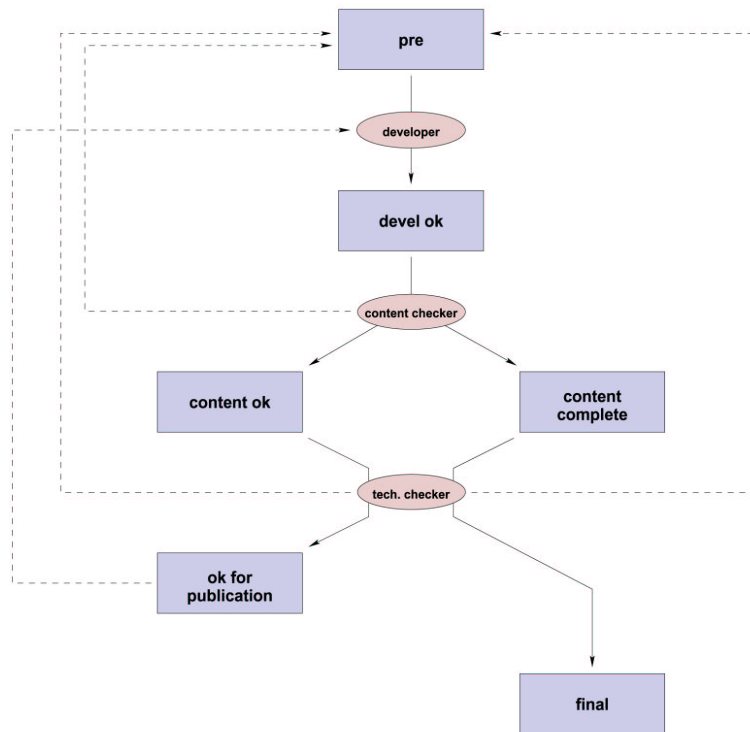 pre
developer
devel ok
content checker
content ok
content
complete
tech. checker
ok for
publication
final